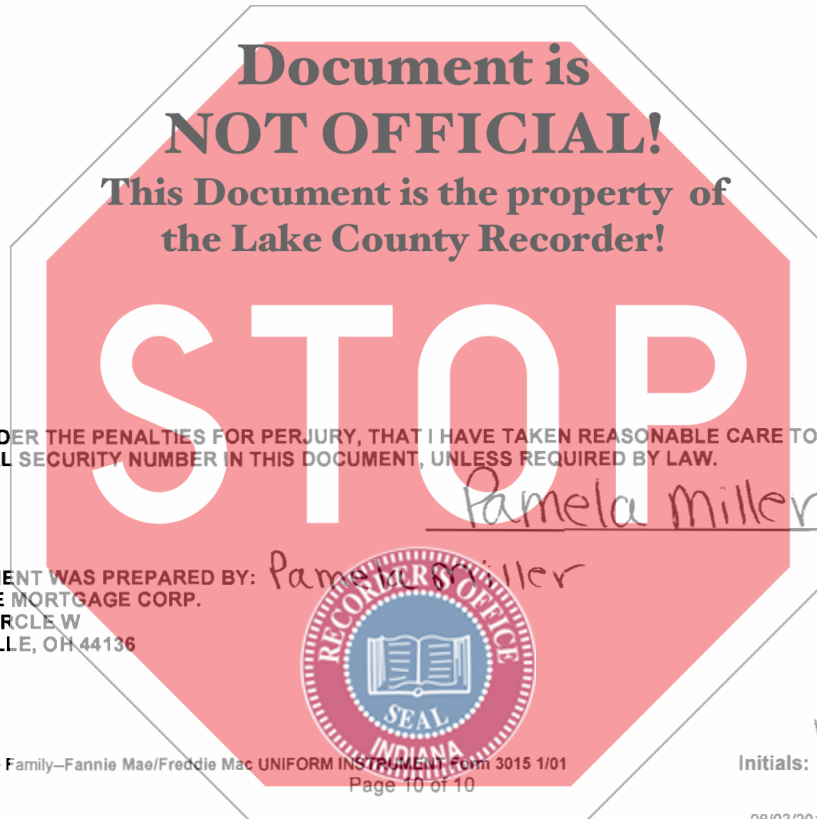 Document is
NOT OFFICIAL!
This Document is the property of
the Lake County Recorder!
STOP
DER THE PENALTIES FOR PERJURY, THAT I HAVE TAKEN REASONABLE CARE TO
L SECURITY NUMBER IN THIS DOCUMENT, UNLESS REQUIRED BY LAW.
Pamela Miller
ENT WAS PREPARED BY: Pamela Miller
E MORTGAGE CORP.
RCLE W
LLE, OH 44136
RECORDER'S OFFICE
SEAL
INDIANA
Family–Fannie Mae/Freddie Mac UNIFORM INSTRUMENT Form 3015 1/01
Initials:
Page 10 of 10